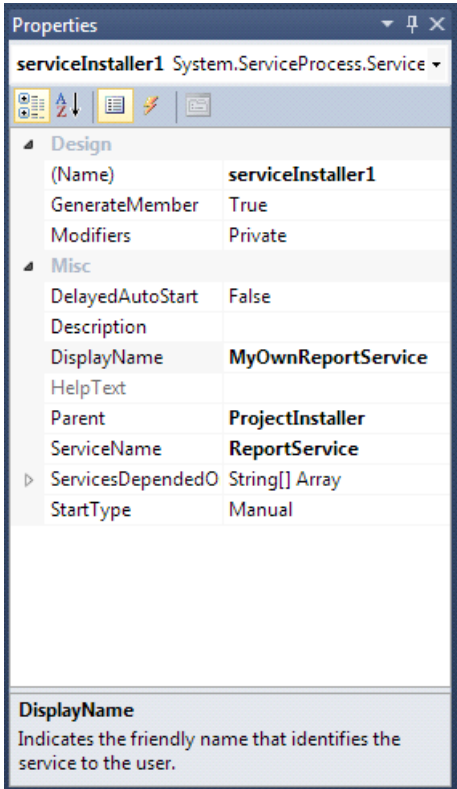 Properties
serviceInstaller1 System.ServiceProcess.Service
Design
(Name) serviceInstaller1
GenerateMember True
Modifiers Private
Misc
DelayedAutoStart False
Description
DisplayName MyOwnReportService
HelpText
Parent ProjectInstaller
ServiceName ReportService
ServicesDependedO String[] Array
StartType Manual
DisplayName
Indicates the friendly name that identifies the
service to the user.